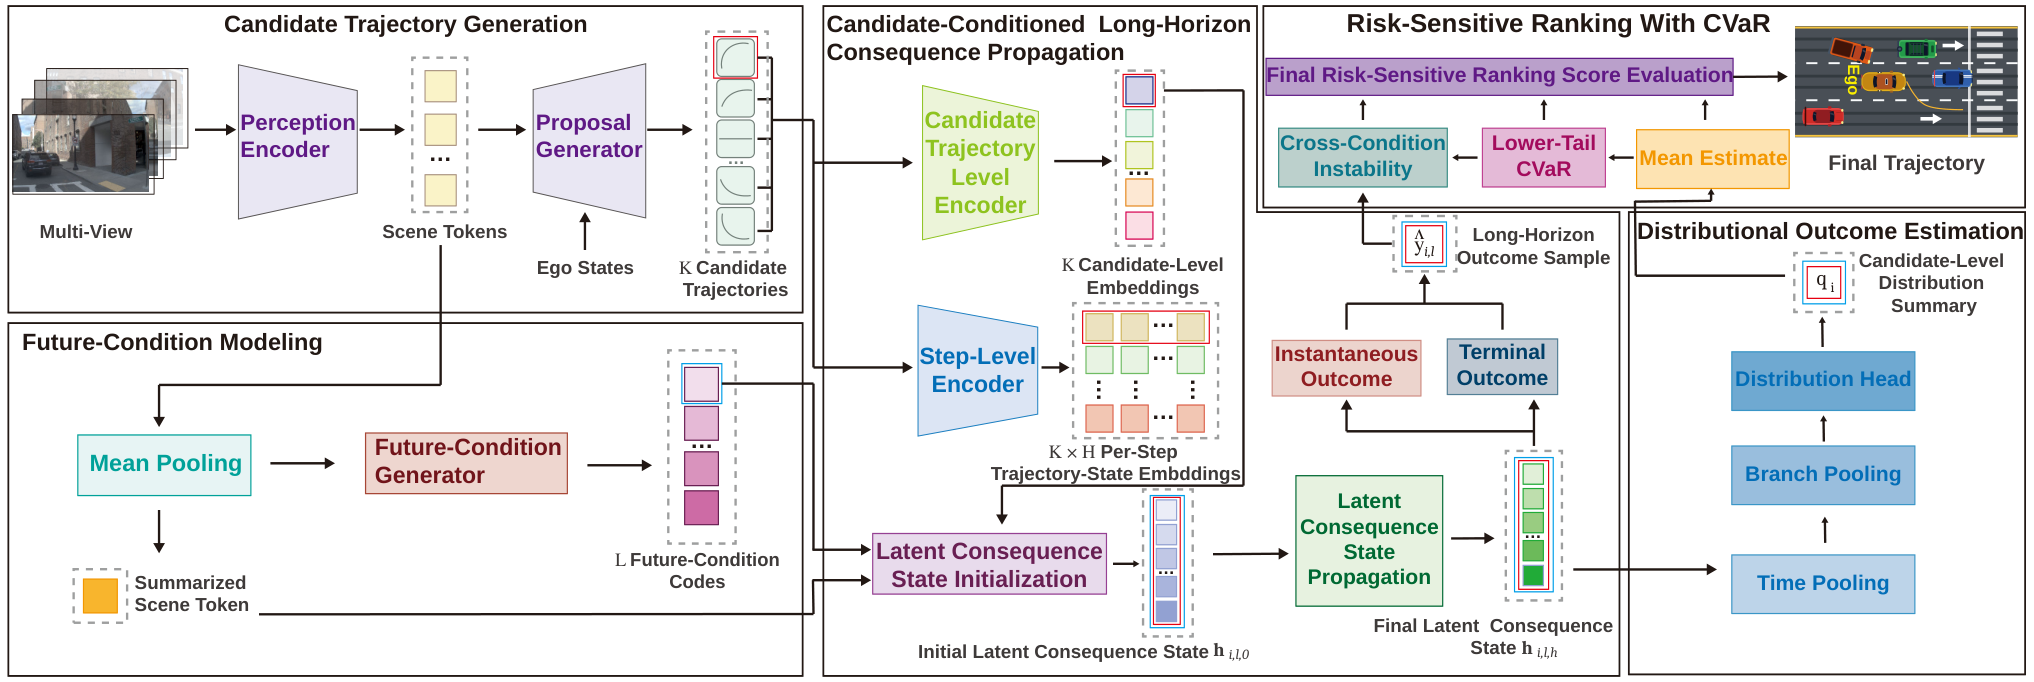 Candidate Trajectory Generation
Multi-View
Perception
Encoder
...
Scene Tokens
Proposal
Generator
Ego States
...
K Candidate
Trajectories
Future-Condition Modeling
Mean Pooling
Summarized
Scene Token
Future-Condition
Generator
...
L Future-Condition
Codes
Candidate-Conditioned Long-Horizon
Consequence Propagation
Candidate
Trajectory
Level
Encoder
...
K Candidate-Level
Embeddings
Step-Level
Encoder
...
...
...
K × H Per-Step
Trajectory-State Embddings
Latent Consequence
State Initialization
...
Initial Latent Consequence State h i,l,0
Latent
Consequence
State
Propagation
...
Final Latent Consequence
State h i,l,h
Instantaneous
Outcome
Terminal
Outcome
ŷi,l
Long-Horizon
Outcome Sample
Risk-Sensitive Ranking With CVaR
Final Risk-Sensitive Ranking Score Evaluation
Cross-Condition
Instability
Lower-Tail
CVaR
Mean Estimate
Ego
Final Trajectory
Distributional Outcome Estimation
q i
Candidate-Level
Distribution
Summary
Distribution Head
Branch Pooling
Time Pooling